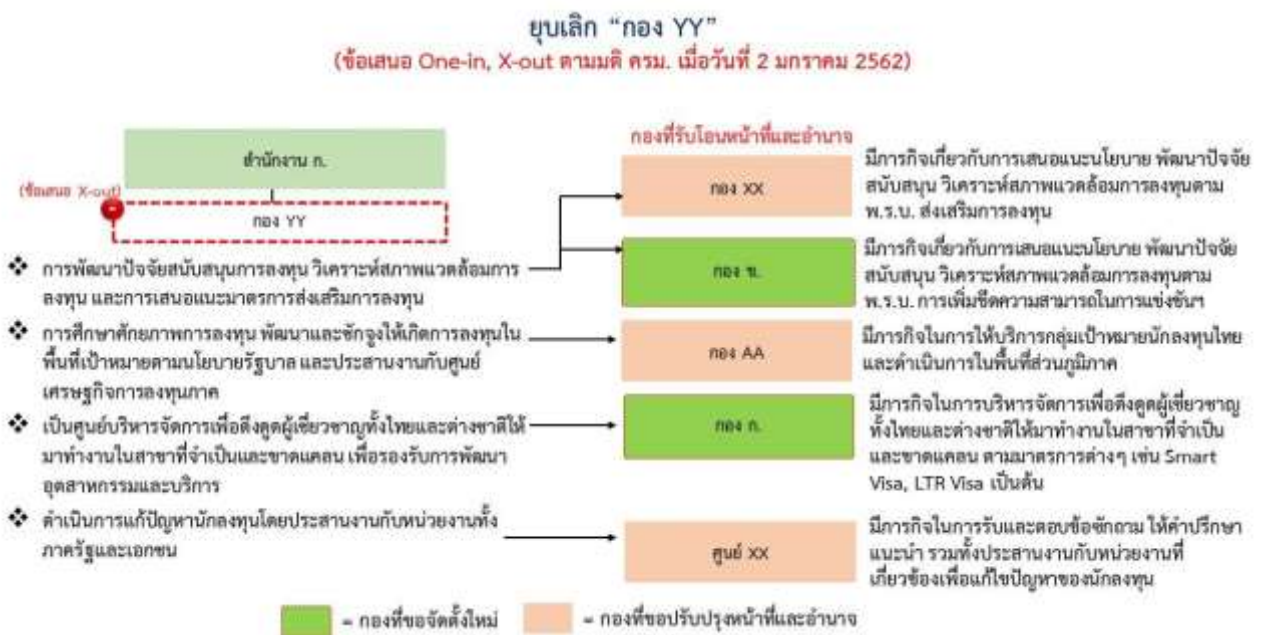 ยุบเลิก “กอง YY”
(ข้อเสนอ One-in, X-out ตามมติ ครม. เมื่อวันที่ 2 มกราคม 2562)
สำนักงาน ก.
(ข้อเสนอ X-out)
-
กอง YY
❖ การพัฒนาปัจจัยสนับสนุนการลงทุน วิเคราะห์สภาพแวดล้อมการ
ลงทุน และการเสนอแนะมาตรการส่งเสริมการลงทุน
❖ การศึกษาศักยภาพการลงทุน พัฒนาและชักจูงให้เกิดการลงทุนใน
พื้นที่เป้าหมายตามนโยบายรัฐบาล และประสานงานกับศูนย์
เศรษฐกิจการลงทุนภาค
❖ เป็นศูนย์บริหารจัดการเพื่อดึงดูดผู้เชี่ยวชาญทั้งไทยและต่างชาติให้
มาทำงานในสาขาที่จำเป็นและขาดแคลน เพื่อรองรับการพัฒนา
อุตสาหกรรมและบริการ
❖ ดำเนินการแก้ปัญหานักลงทุนโดยประสานงานกับหน่วยงานทั้ง
ภาครัฐและเอกชน
กองที่รับโอนหน้าที่และอำนาจ
กอง XX
มีภารกิจเกี่ยวกับการเสนอแนะนโยบาย พัฒนาปัจจัย
สนับสนุน วิเคราะห์สภาพแวดล้อมการลงทุนตาม
พ.ร.บ. ส่งเสริมการลงทุน
กอง ข.
มีภารกิจเกี่ยวกับการเสนอแนะนโยบาย พัฒนาปัจจัย
สนับสนุน วิเคราะห์สภาพแวดล้อมการลงทุนตาม
พ.ร.บ. การเพิ่มขีดความสามารถในการแข่งขันฯ
กอง AA
มีภารกิจในการให้บริการกลุ่มเป้าหมายนักลงทุนไทย
และดำเนินการในพื้นที่ส่วนภูมิภาค
กอง ก.
มีภารกิจในการบริหารจัดการเพื่อดึงดูดผู้เชี่ยวชาญ
ทั้งไทยและต่างชาติให้มาทำงานในสาขาที่จำเป็น
และขาดแคลน ตามมาตรการต่างๆ เช่น Smart
Visa, LTR Visa เป็นต้น
ศูนย์ XX
มีภารกิจในการรับและตอบข้อซักถาม ให้คำปรึกษา
แนะนำ รวมทั้งประสานงานกับหน่วยงานที่
เกี่ยวข้องเพื่อแก้ไขปัญหาของนักลงทุน
= กองที่ขอจัดตั้งใหม่
= กองที่ขอปรับปรุงหน้าที่และอำนาจ